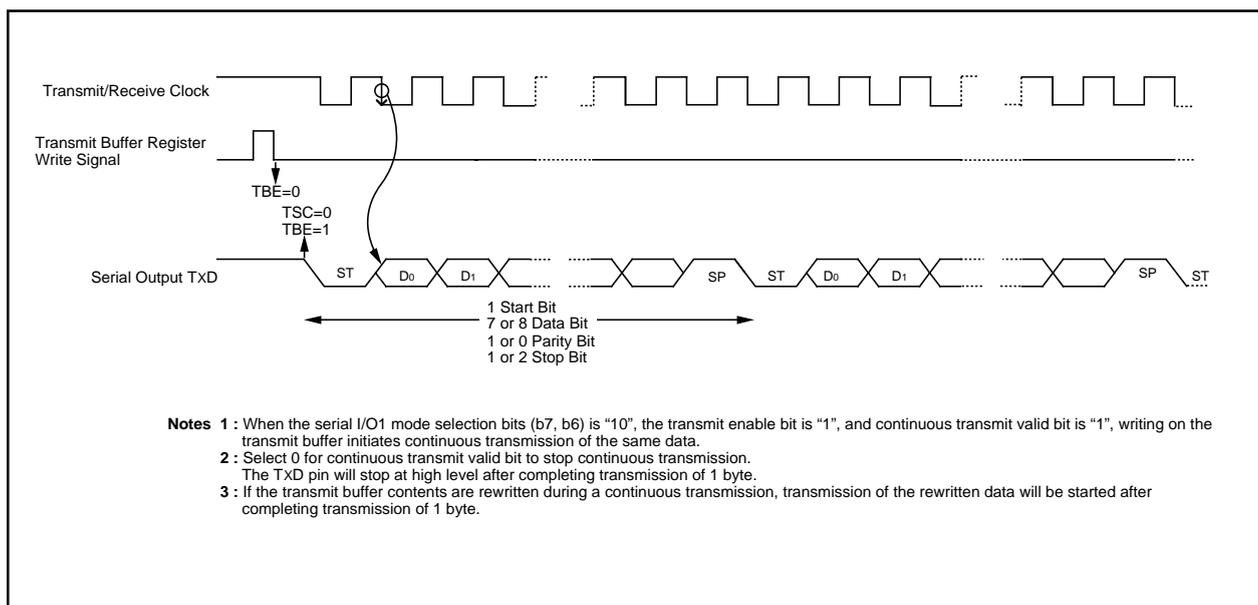 Transmit/Receive Clock
Transmit Buffer Register
Write Signal
TBE=0
TSC=0
TBE=1
Serial Output TXD
ST D0 D1 SP ST D0 D1 SP ST
1 Start Bit
7 or 8 Data Bit
1 or 0 Parity Bit
1 or 2 Stop Bit
Notes 1 : When the serial I/O1 mode selection bits (b7, b6) is “10”, the transmit enable bit is “1”, and continuous transmit valid bit is “1”, writing on the
transmit buffer initiates continuous transmission of the same data.
2 : Select 0 for continuous transmit valid bit to stop continuous transmission.
The TXD pin will stop at high level after completing transmission of 1 byte.
3 : If the transmit buffer contents are rewritten during a continuous transmission, transmission of the rewritten data will be started after
completing transmission of 1 byte.